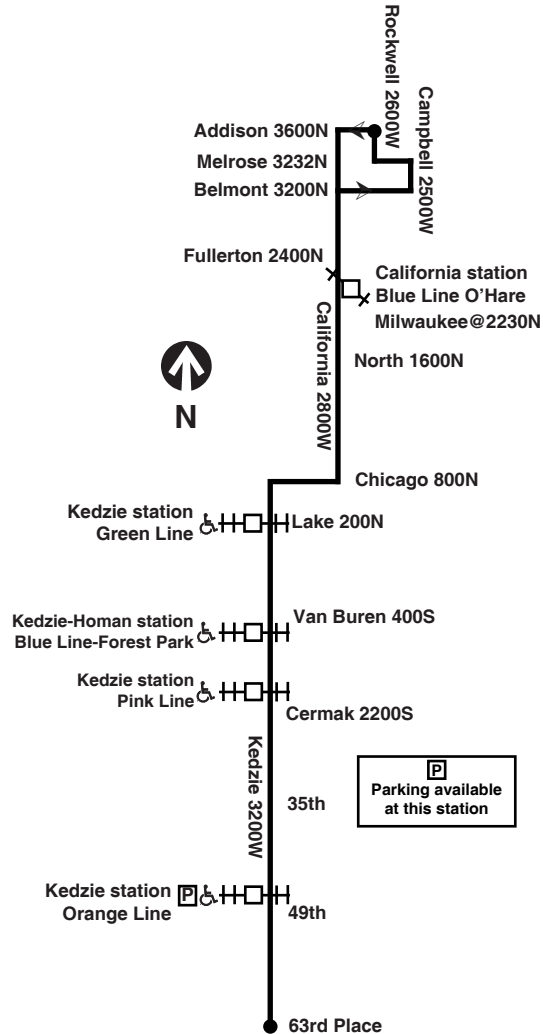 Rockwell 2600W
Campbell 2500W
Addison 3600N
Melrose 3232N
Belmont 3200N
Fullerton 2400N
California station
Blue Line O’Hare
Milwaukee@2230N
California 2800W
North 1600N
N
Chicago 800N
Kedzie station
Green Line
Lake 200N
Kedzie-Homan station
Blue Line-Forest Park
Van Buren 400S
Kedzie station
Pink Line
Cermak 2200S
Kedzie 3200W
P
Parking available
at this station
35th
Kedzie station
Orange Line
P
49th
63rd Place